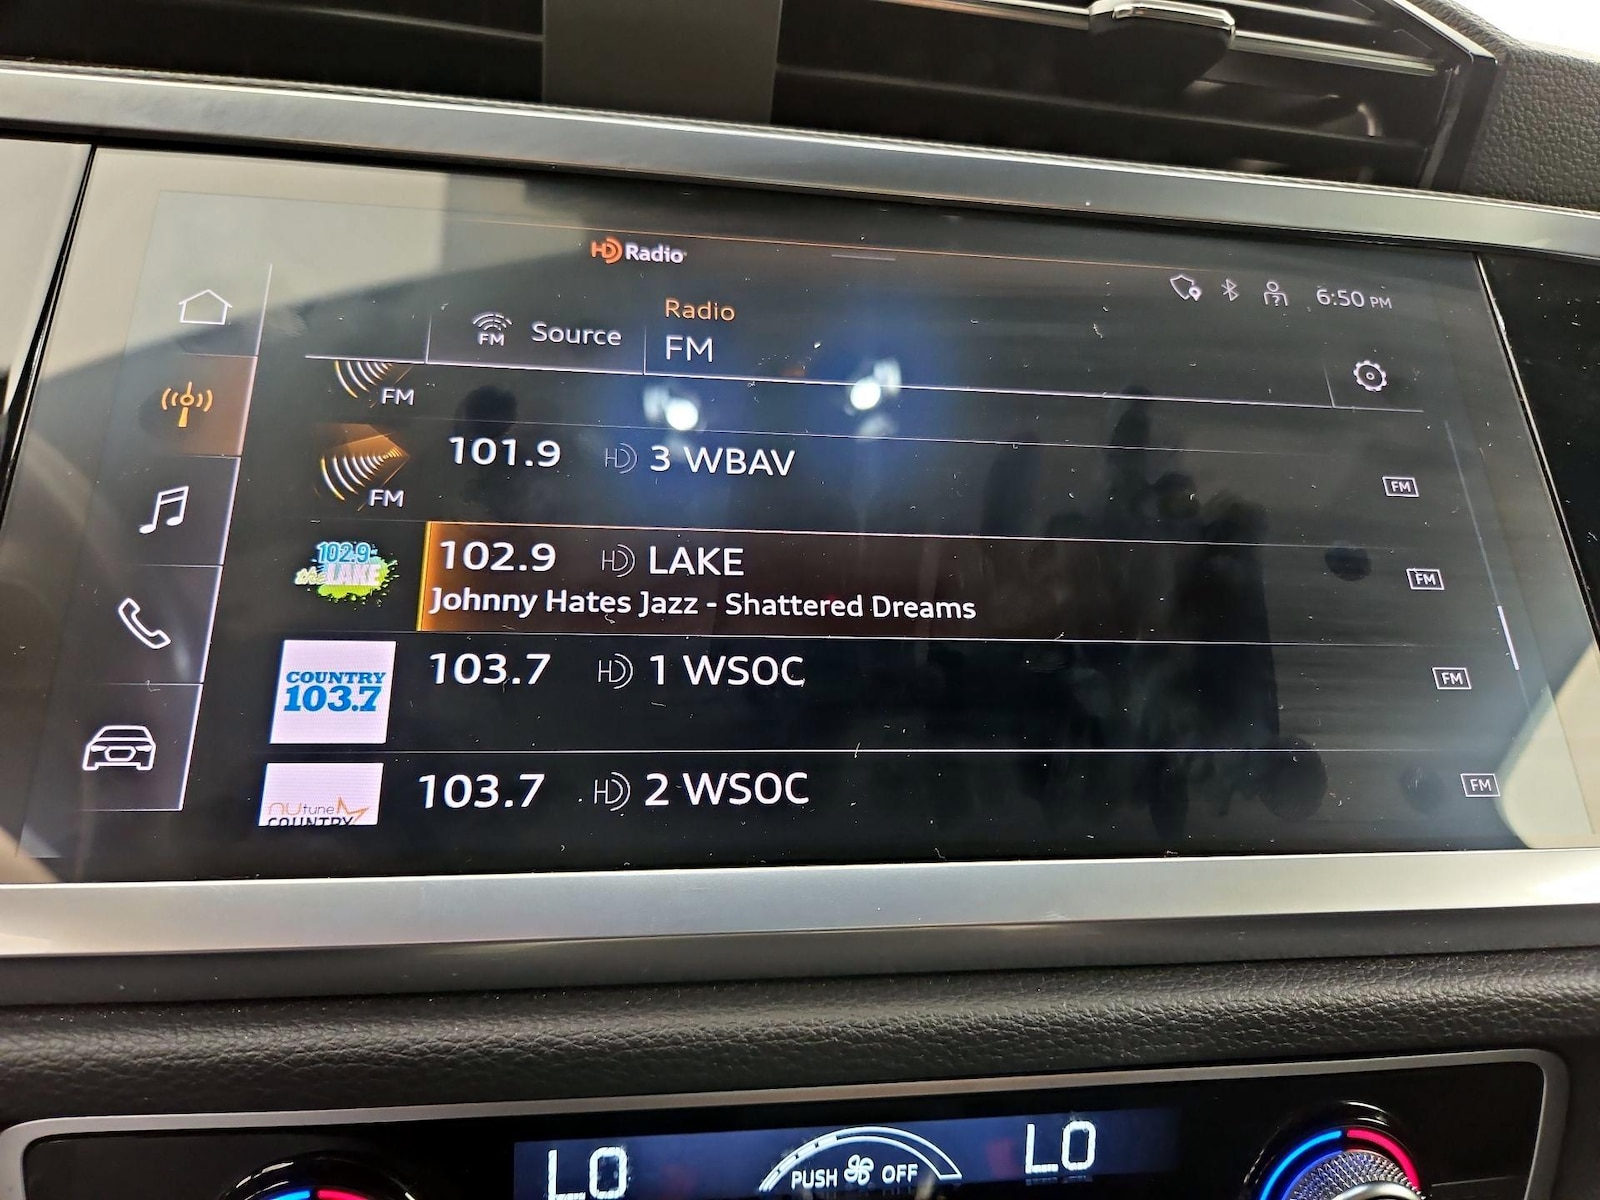 HD Radio
6:50 PM
FM Source
Radio
FM
FM
FM 101.9 HD 3 WBAV FM
102.9 the LAKE 102.9 HD LAKE FM
Johnny Hates Jazz - Shattered Dreams
COUNTRY 103.7 103.7 HD 1 WSOC FM
nutune COUNTRY 103.7 HD 2 WSOC FM
LO PUSH OFF LO